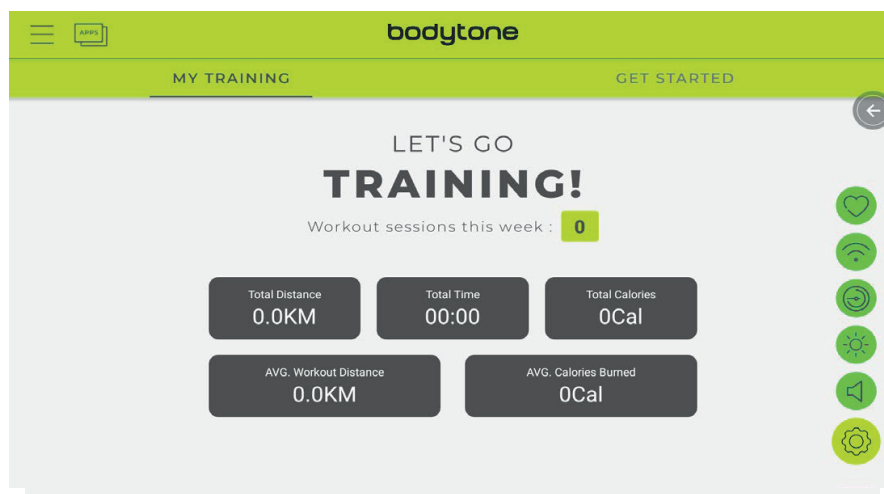 APPS
bodytone
MY TRAINING GET STARTED
LET'S GO
TRAINING!
Workout sessions this week : 0
Total Distance Total Time Total Calories
0.0KM 00:00 0Cal
AVG. Workout Distance AVG. Calories Burned
0.0KM 0Cal